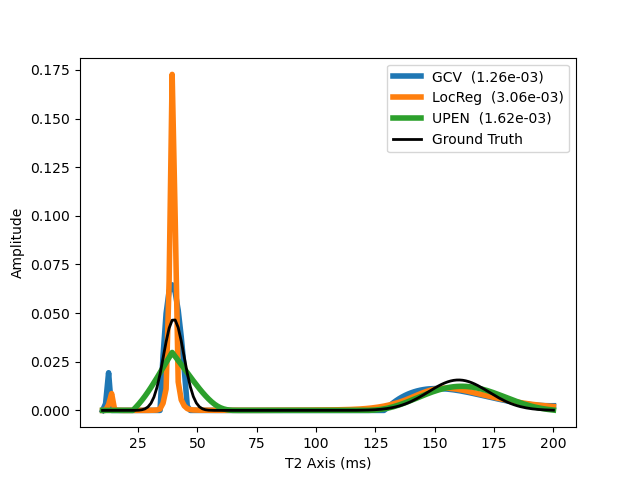 GCV (1.26e-03)
LocReg (3.06e-03)
UPEN (1.62e-03)
Ground Truth
0.175
0.150
0.125
0.100
0.075
0.050
0.025
0.000
Amplitude
25 50 75 100 125 150 175 200
T2 Axis (ms)